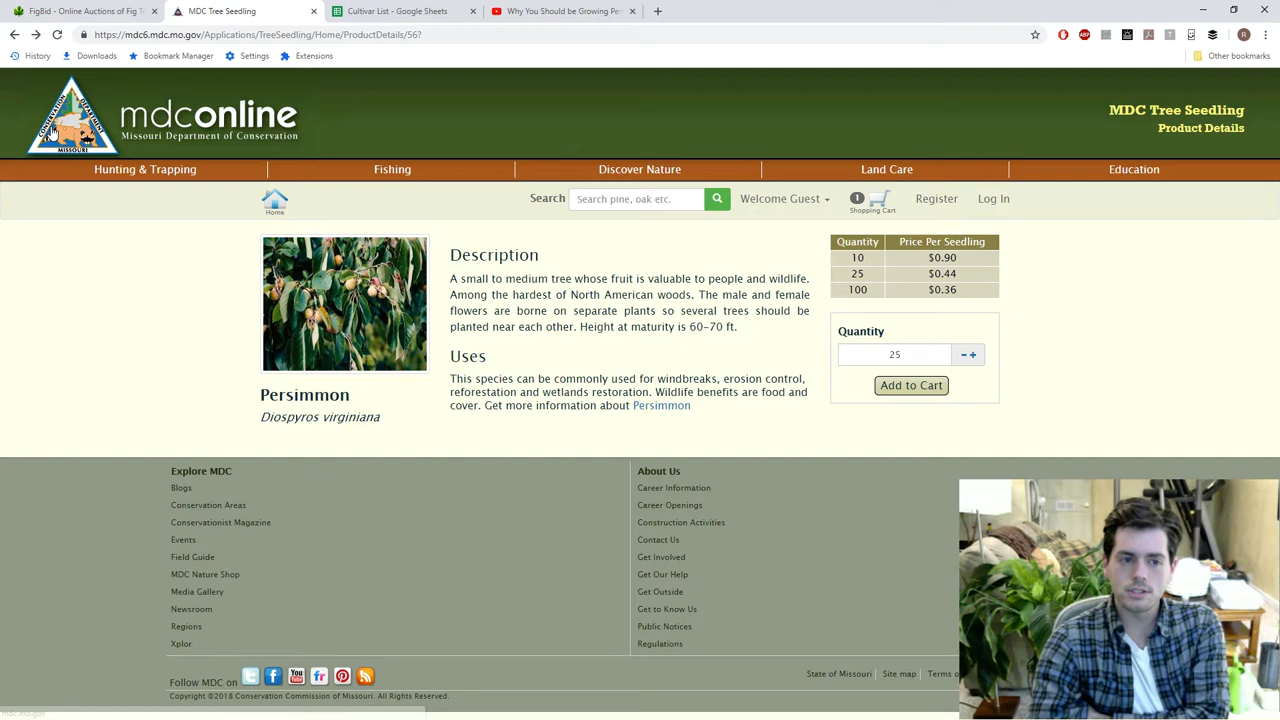 FigBid - Online Auctions of Fig T
MDC Tree Seedling
Cultivar List - Google Sheets
Why You Should be Growing Per
https://mdc6.mdc.mo.gov/Applications/TreeSeedling/Home/ProductDetails/56?
History
Downloads
Bookmark Manager
Settings
Extensions
Other bookmarks
CONSERVATION DEPARTMENT
MISSOURI
mdconline
Missouri Department of Conservation
MDC Tree Seedling
Product Details
Hunting & Trapping
Fishing
Discover Nature
Land Care
Education
Home
Search
Search pine, oak etc.
Welcome Guest
1
Shopping Cart
Register
Log In
Persimmon
Diospyros virginiana
Description
A small to medium tree whose fruit is valuable to people and wildlife.
Among the hardest of North American woods. The male and female
flowers are borne on separate plants so several trees should be
planted near each other. Height at maturity is 60-70 ft.
Uses
This species can be commonly used for windbreaks, erosion control,
reforestation and wetlands restoration. Wildlife benefits are food and
cover. Get more information about Persimmon
Quantity Price Per Seedling
10 $0.90
25 $0.44
100 $0.36
Quantity
25
Add to Cart
Explore MDC
Blogs
Conservation Areas
Conservationist Magazine
Events
Field Guide
MDC Nature Shop
Media Gallery
Newsroom
Regions
Xplor
About Us
Career Information
Career Openings
Construction Activities
Contact Us
Get Involved
Get Our Help
Get Outside
Get to Know Us
Public Notices
Regulations
Follow MDC on
You Tube
State of Missouri
Site map
Terms o
Copyright ©2018 Conservation Commission of Missouri. All Rights Reserved.
mdc.mo.gov